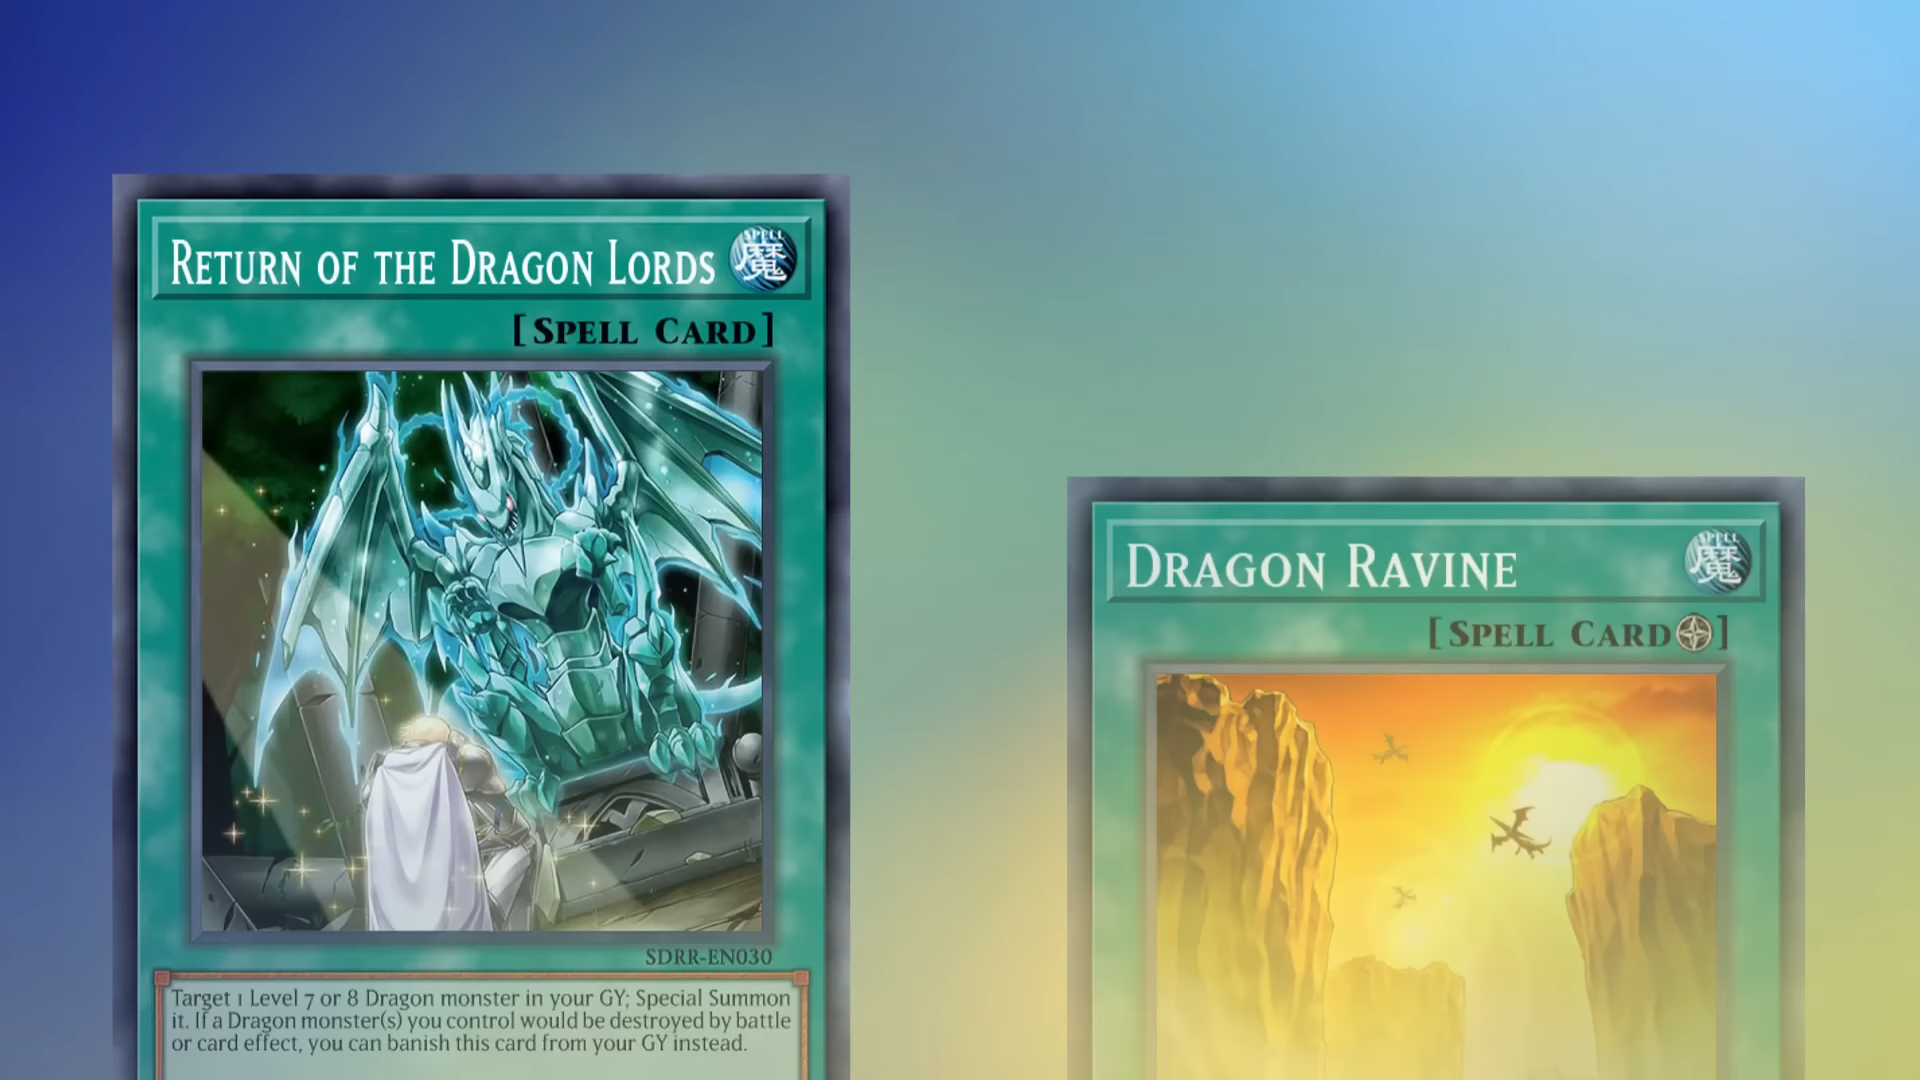 RETURN OF THE DRAGON LORDS
SPELL
魔
[SPELL CARD]
SDRR-EN030
Target 1 Level 7 or 8 Dragon monster in your GY; Special Summon
it. If a Dragon monster(s) you control would be destroyed by battle
or card effect, you can banish this card from your GY instead.
DRAGON RAVINE
SPELL
魔
[SPELL CARD]